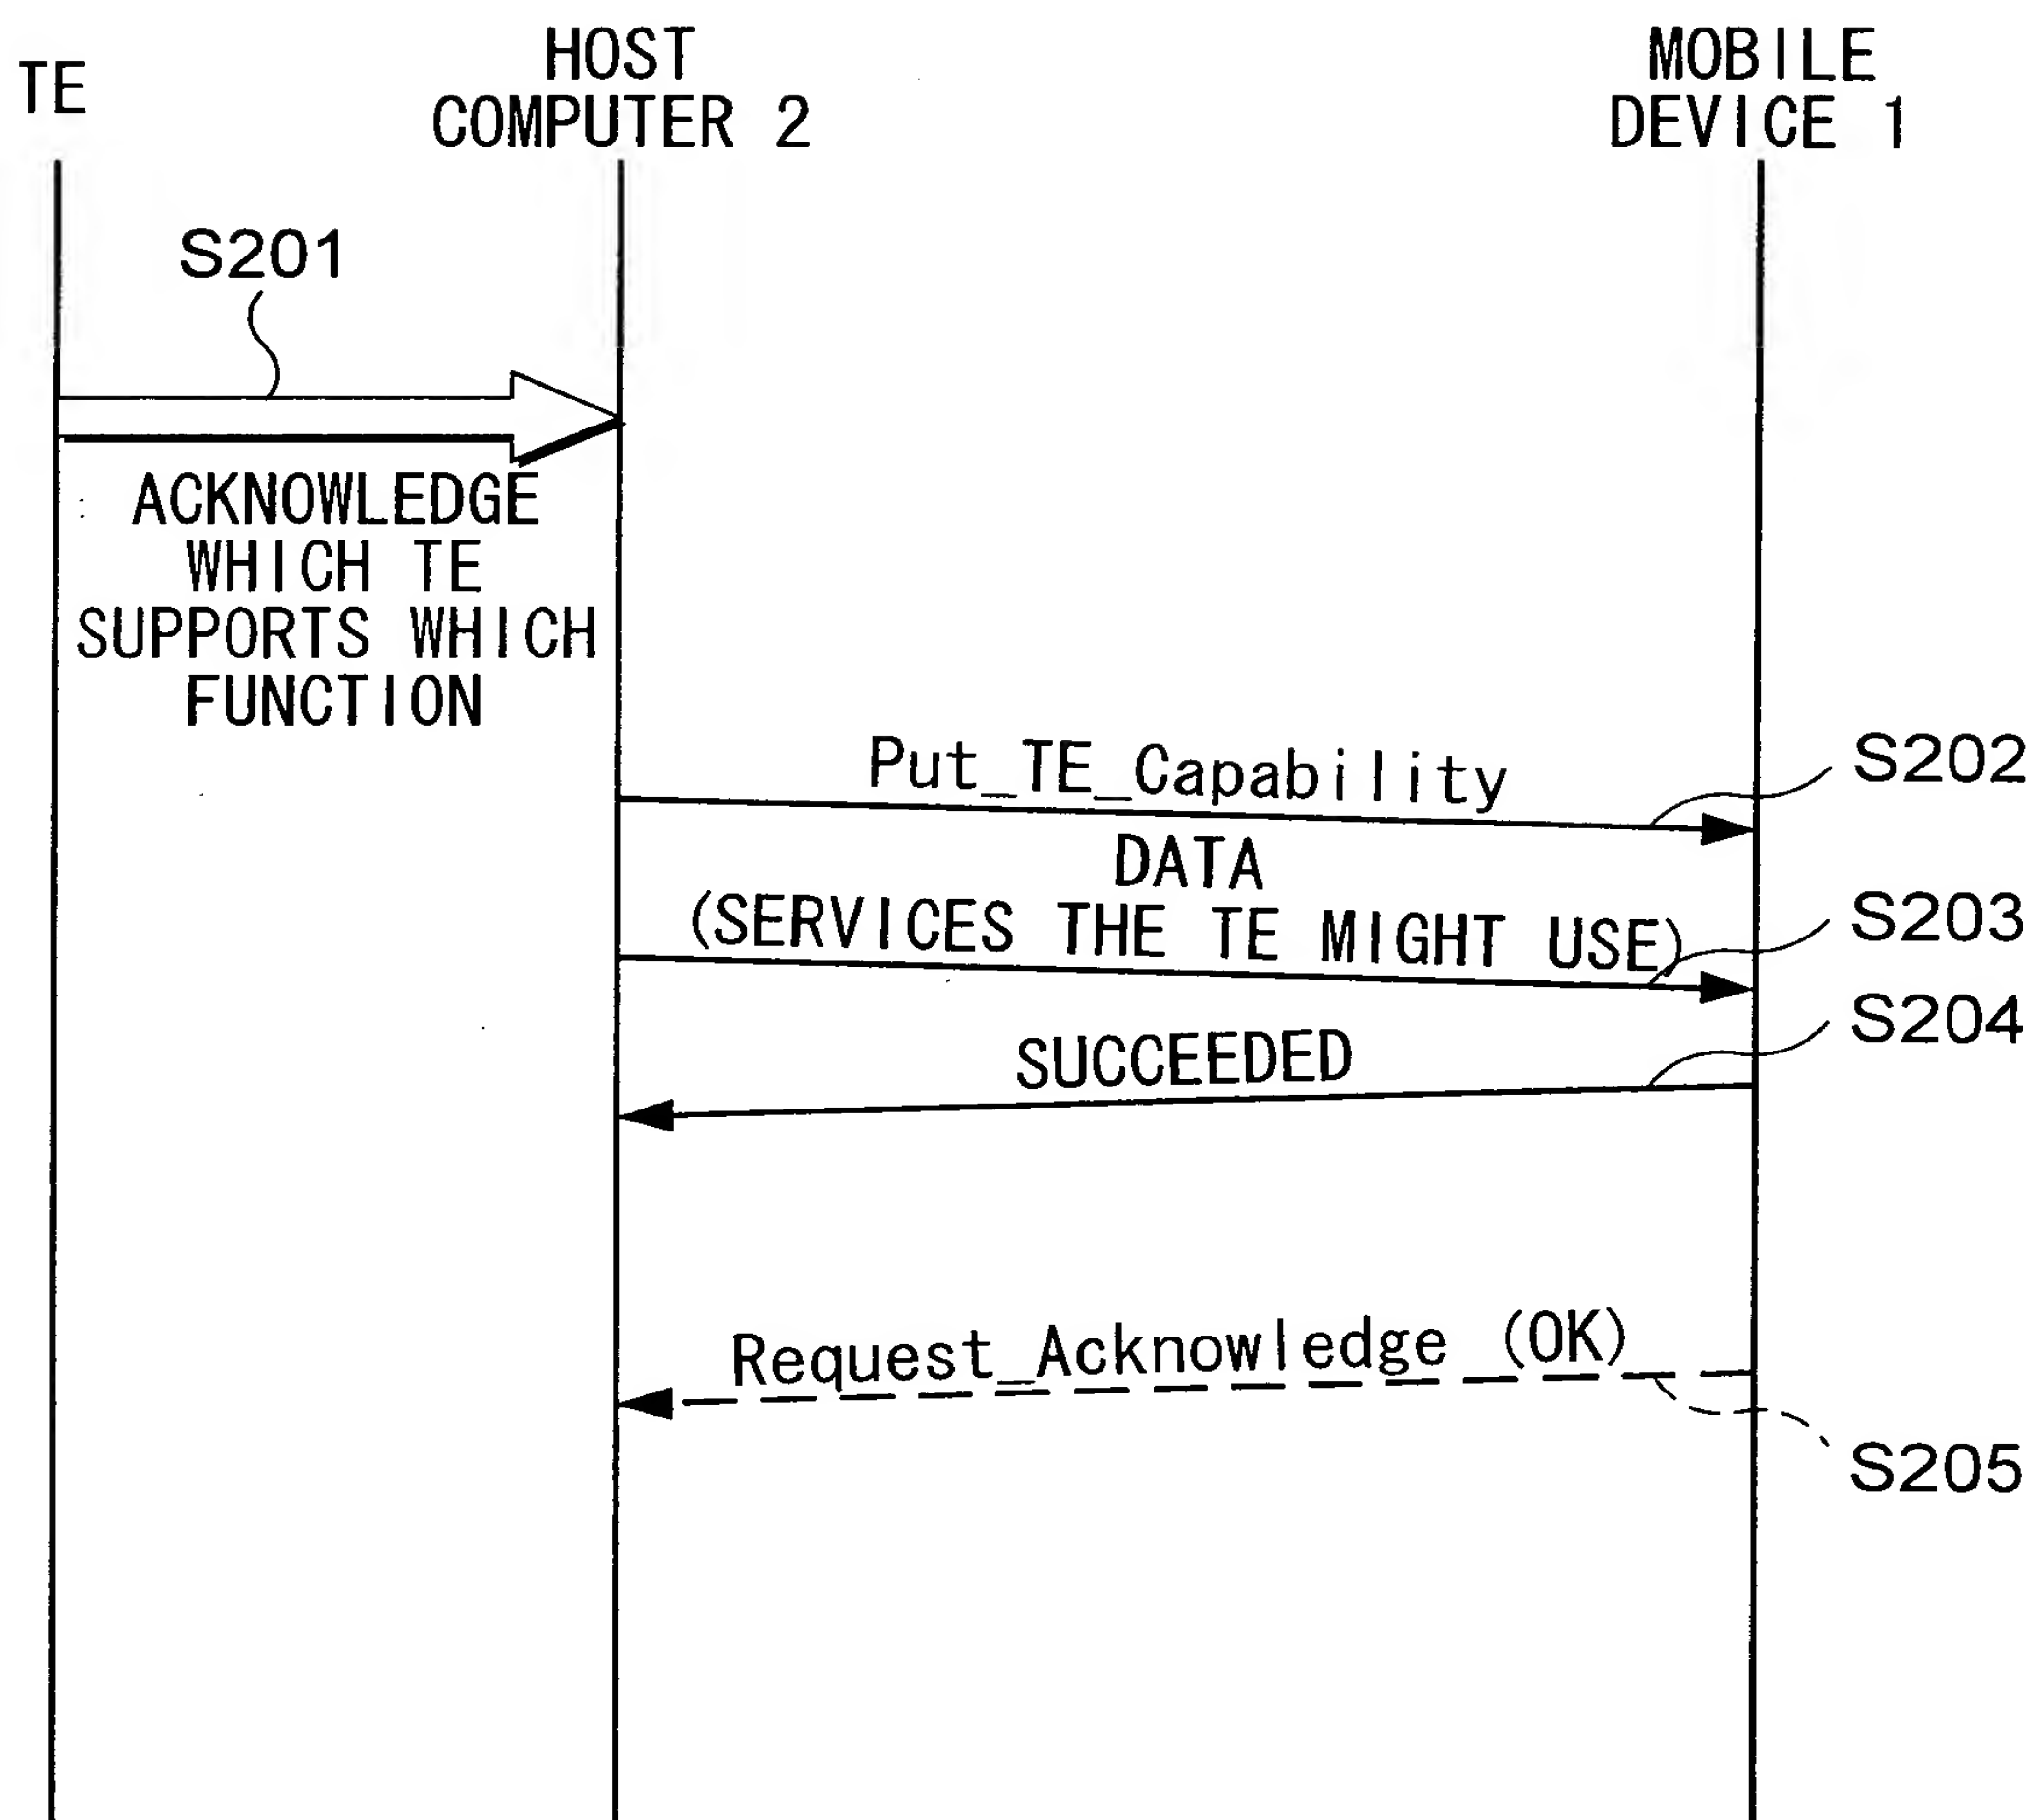 TE
HOST
COMPUTER 2
MOBILE
DEVICE 1
S201
ACKNOWLEDGE
WHICH TE
SUPPORTS WHICH
FUNCTION
Put_TE_Capability
S202
DATA
(SERVICES THE TE MIGHT USE)
S203
SUCCEEDED
S204
Request_Acknowledge (OK)
S205